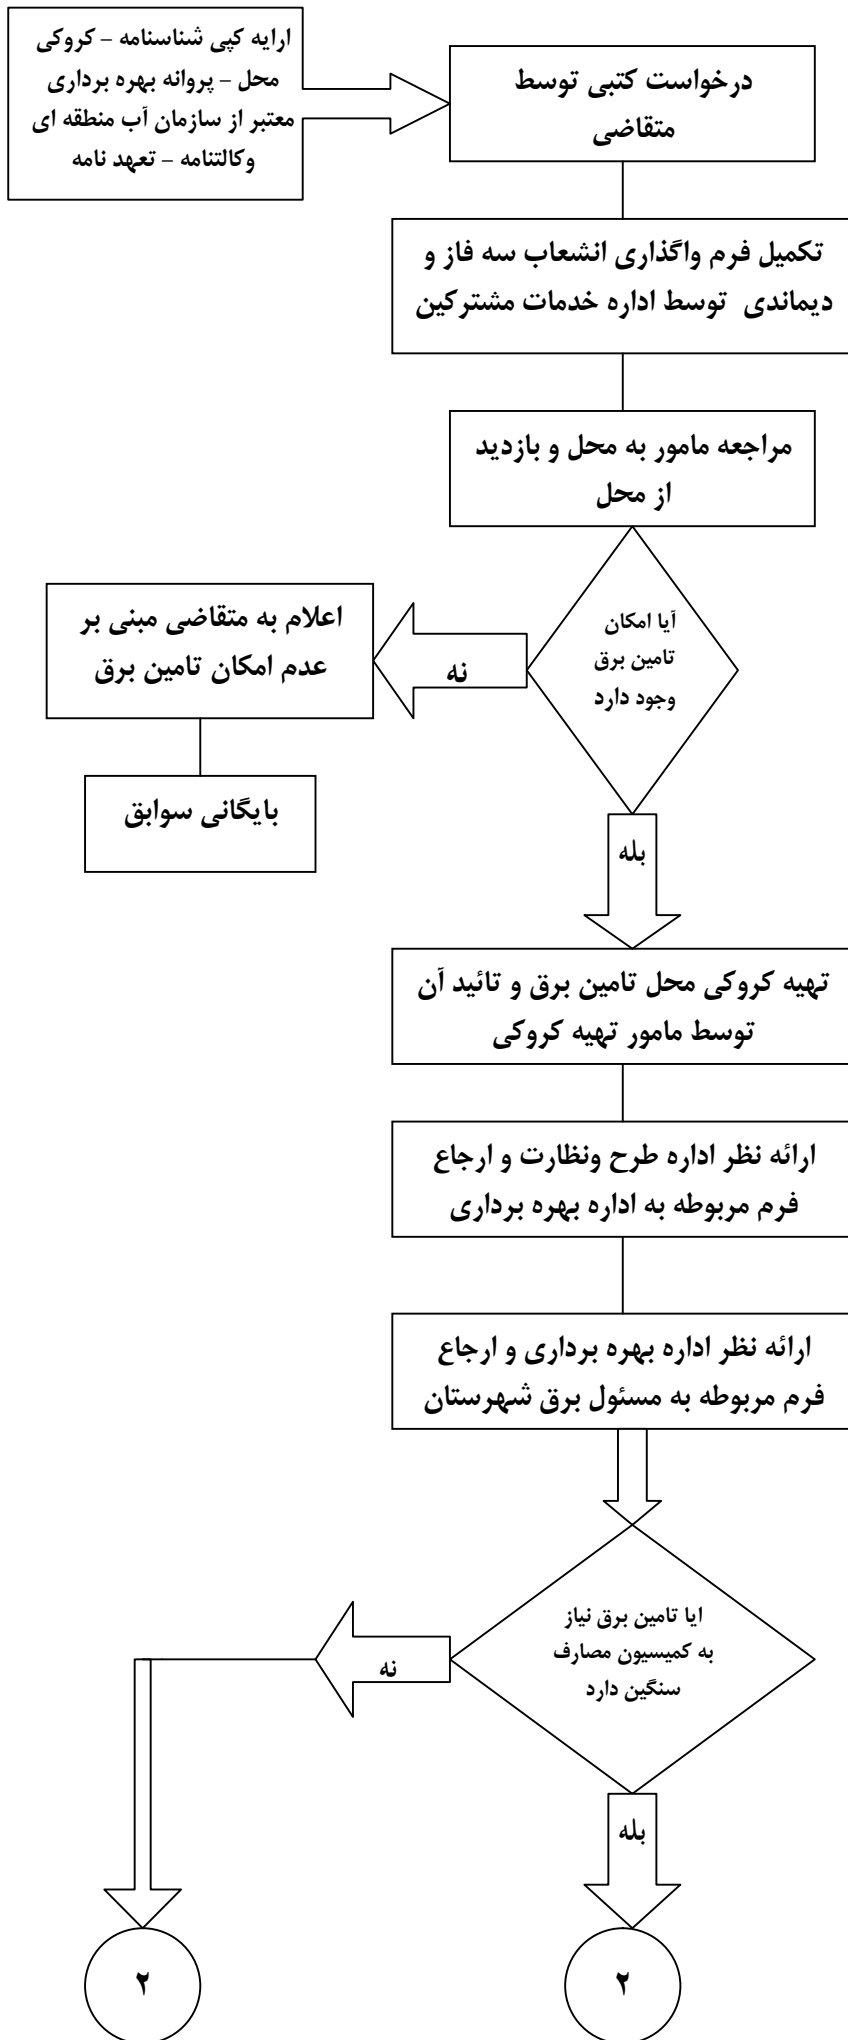 ارایه کپی شناسنامه – کروکی
محل – پروانه بهره برداری
معتبر از سازمان آب منطقه ای
وکالتنامه – تعهد نامه
درخواست کتبی توسط
متقاضی
تکمیل فرم واگذاری انشعاب سه فاز و
دیماندی توسط اداره خدمات مشترکین
مراجعه مامور به محل و بازدید
از محل
آیا امکان
تامین برق
وجود دارد
نه
اعلام به متقاضی مبنی بر
عدم امکان تامین برق
بایگانی سوابق
بله
تهیه کروکی محل تامین برق و تائید آن
توسط مامور تهیه کروکی
ارائه نظر اداره طرح ونظارت و ارجاع
فرم مربوطه به اداره بهره برداری
ارائه نظر اداره بهره برداری و ارجاع
فرم مربوطه به مسئول برق شهرستان
ایا تامین برق نیاز
به کمیسیون مصارف
سنگین دارد
نه
بله
۲
۲